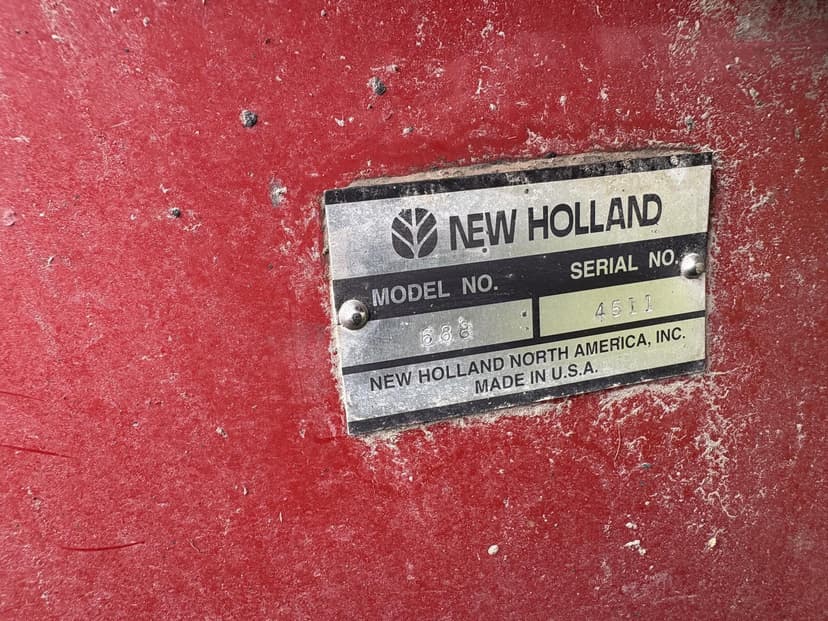 NEW HOLLAND
MODEL NO. SERIAL NO.
688 4511
NEW HOLLAND NORTH AMERICA, INC.
MADE IN U.S.A.